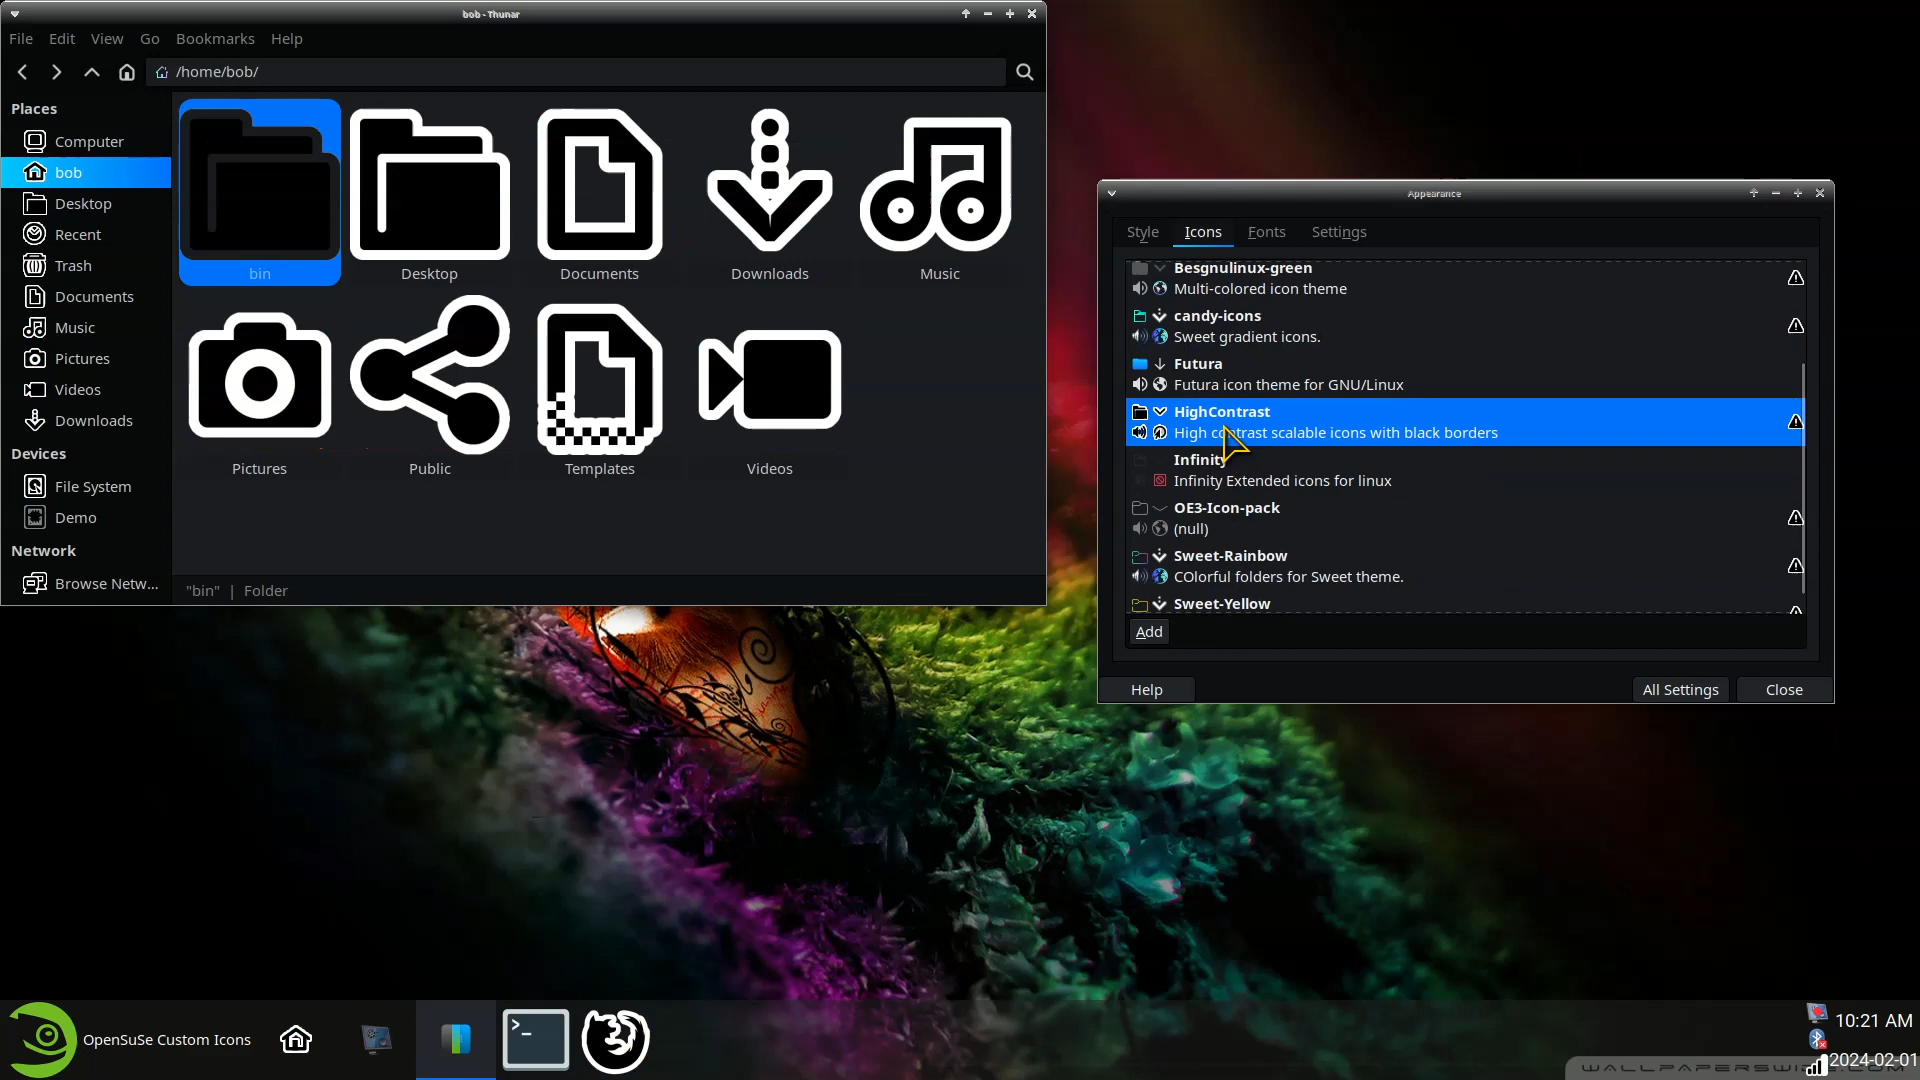 bob - Thunar
File Edit View Go Bookmarks Help
/home/bob/
Places
Computer
bob
Desktop
Recent
Trash
Documents
Music
Pictures
Videos
Downloads
Devices
File System
Demo
Network
Browse Netw...
bin Desktop Documents Downloads Music
Pictures Public Templates Videos
"bin" | Folder
Appearance
Style Icons Fonts Settings
Besgnulinux-green
Multi-colored icon theme
candy-icons
Sweet gradient icons.
Futura
Futura icon theme for GNU/Linux
HighContrast
High contrast scalable icons with black borders
Infinity
Infinity Extended icons for linux
OE3-Icon-pack
(null)
Sweet-Rainbow
COlorful folders for Sweet theme.
Sweet-Yellow
Add
Help All Settings Close
OpenSuSe Custom Icons
>_
10:21 AM
2024-02-01